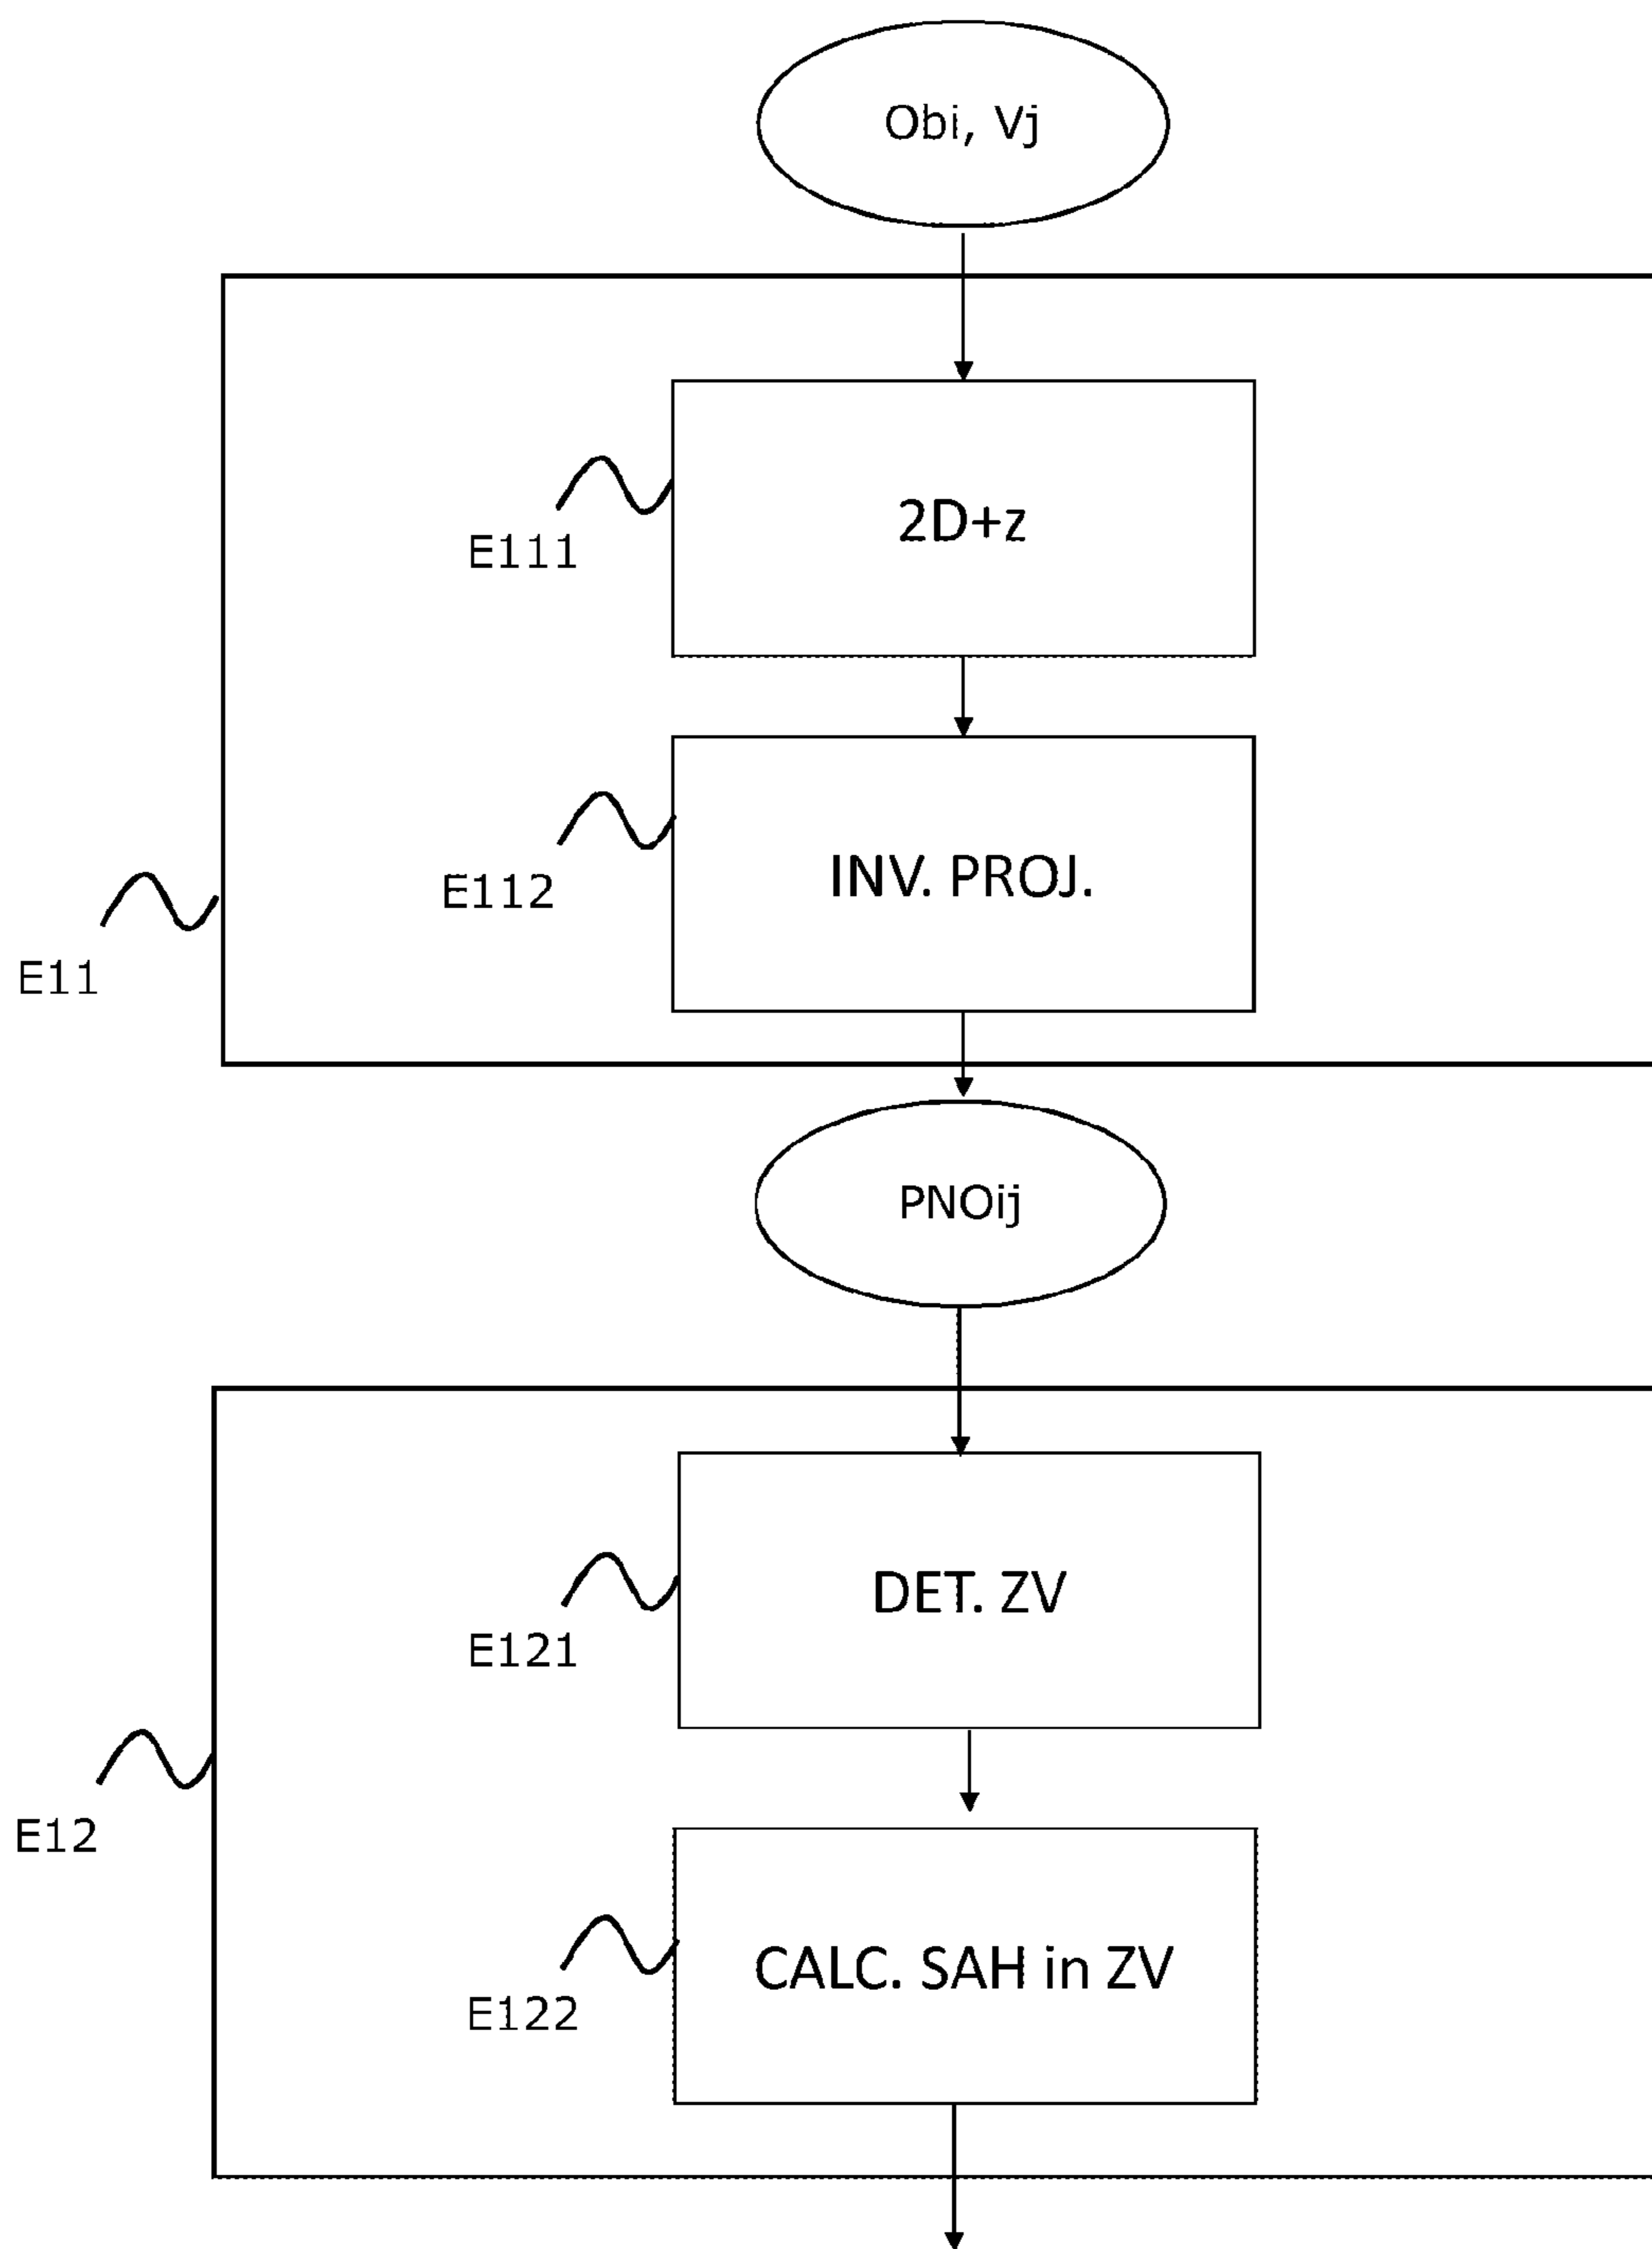 Obi, Vj
2D+z
E111
INV. PROJ.
E112
E11
PNOij
DET. ZV
E121
E12
CALC. SAH in ZV
E122